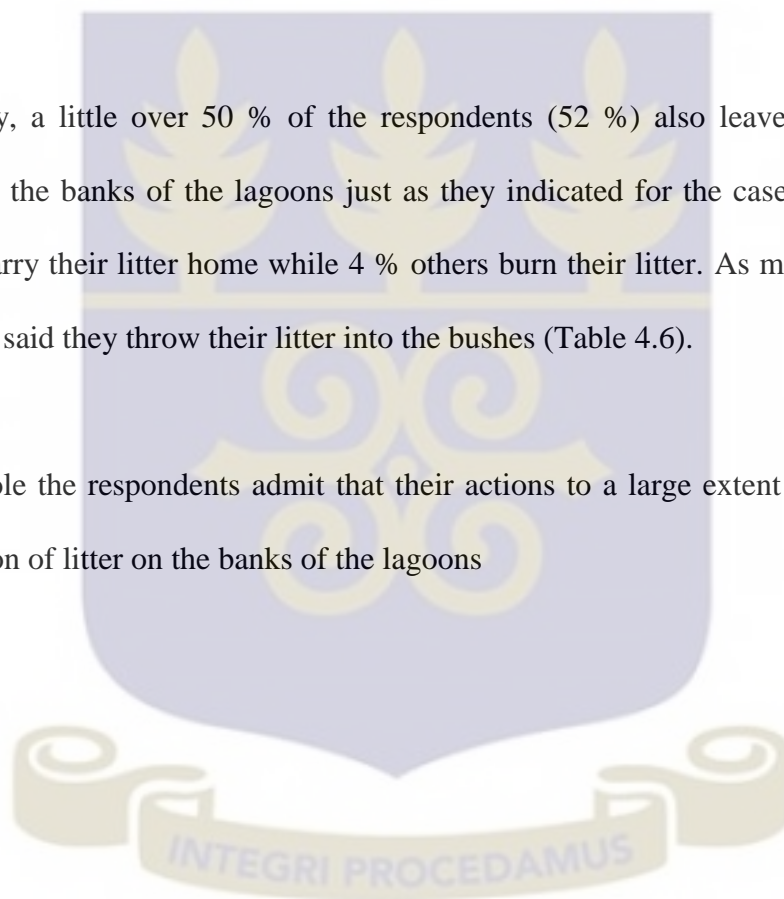 y, a little over 50 % of the respondents (52 %) also leave
the banks of the lagoons just as they indicated for the case
arry their litter home while 4 % others burn their litter. As m
said they throw their litter into the bushes (Table 4.6).
ole the respondents admit that their actions to a large extent
on of litter on the banks of the lagoons
INTEGRI PROCEDAMUS